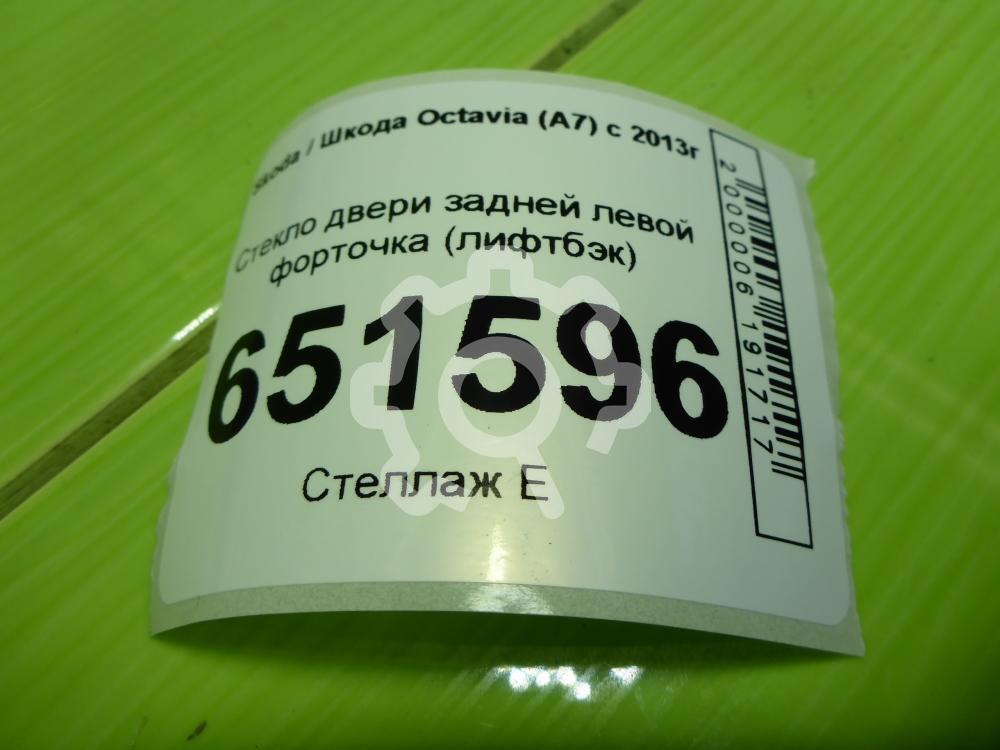 Skoda / Шкода Octavia (A7) с 2013г
Стекло двери задней левой
форточка (лифтбэк)
651596
Стеллаж Е
2000006191717